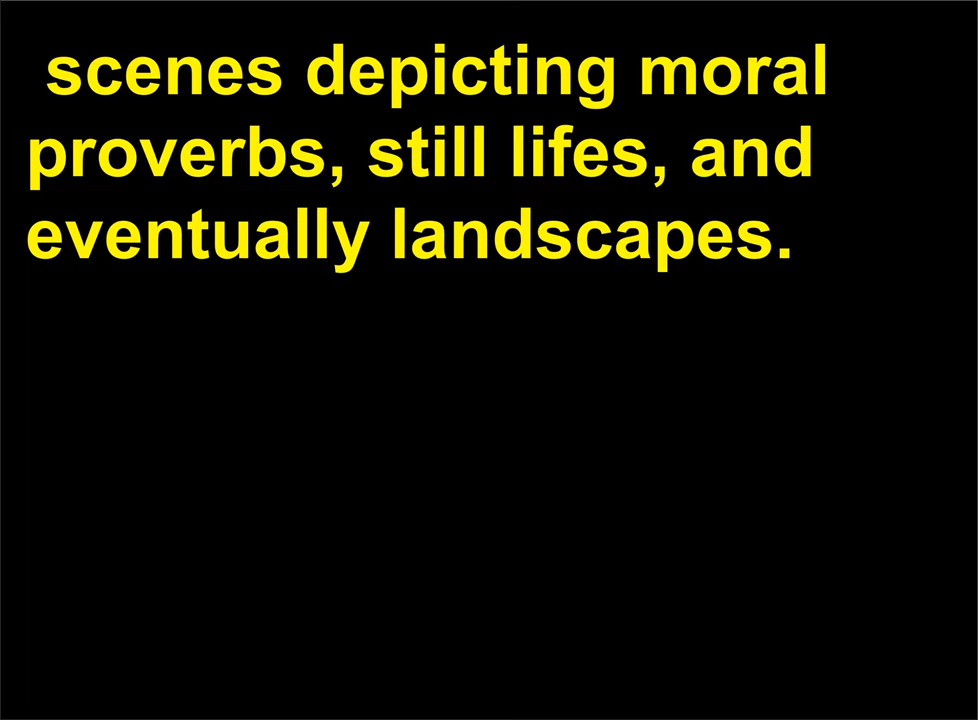 scenes depicting moral
proverbs, still lifes, and
eventually landscapes.